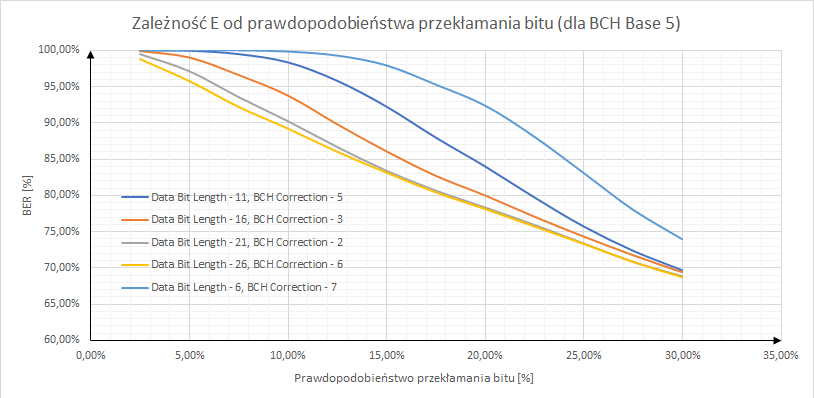 Zależność E od prawdopodobieństwa przekłamania bitu (dla BCH Base 5)
100,00%
95,00%
90,00%
85,00%
80,00%
75,00%
70,00%
65,00%
60,00%
BER [%]
Data Bit Length - 11, BCH Correction - 5
Data Bit Length - 16, BCH Correction - 3
Data Bit Length - 21, BCH Correction - 2
Data Bit Length - 26, BCH Correction - 6
Data Bit Length - 6, BCH Correction - 7
0,00% 5,00% 10,00% 15,00% 20,00% 25,00% 30,00% 35,00%
Prawdopodobieństwo przekłamania bitu [%]